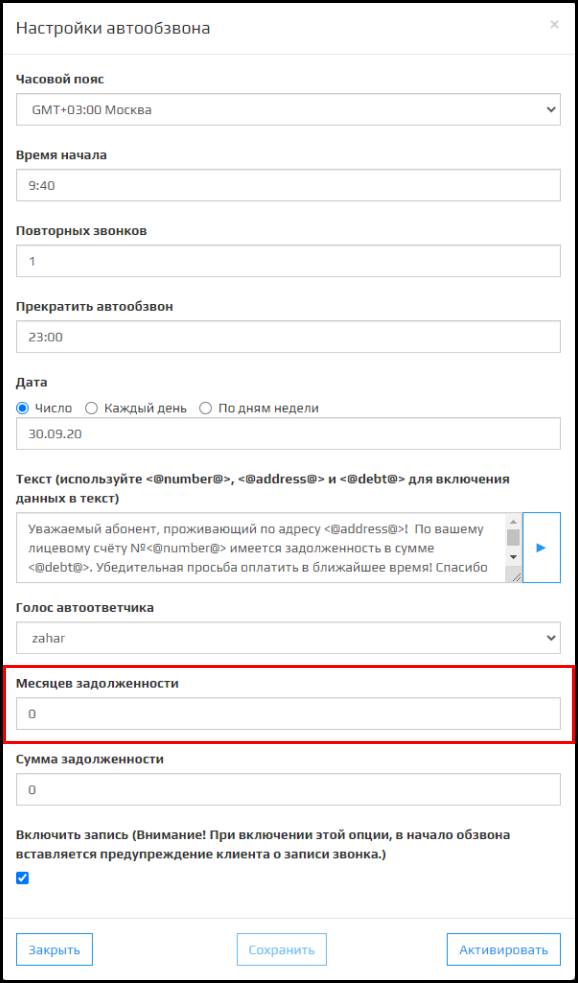 Настройки автообзвона
×
Часовой пояс
GMT+03:00 Москва
Время начала
9:40
Повторных звонков
1
Прекратить автообзвон
23:00
Дата
Число Каждый день По дням недели
30.09.20
Текст (используйте <@number@>, <@address@> и <@debt@> для включения
данных в текст)
Уважаемый абонент, проживающий по адресу <@address@>! По вашему
лицевому счёту №<@number@> имеется задолженность в сумме
<@debt@>. Убедительная просьба оплатить в ближайшее время! Спасибо
Голос автоответчика
zahar
Месяцев задолженности
0
Сумма задолженности
0
Включить запись (Внимание! При включении этой опции, в начало обзвона
вставляется предупреждение клиента о записи звонка.)
Закрыть Сохранить Активировать